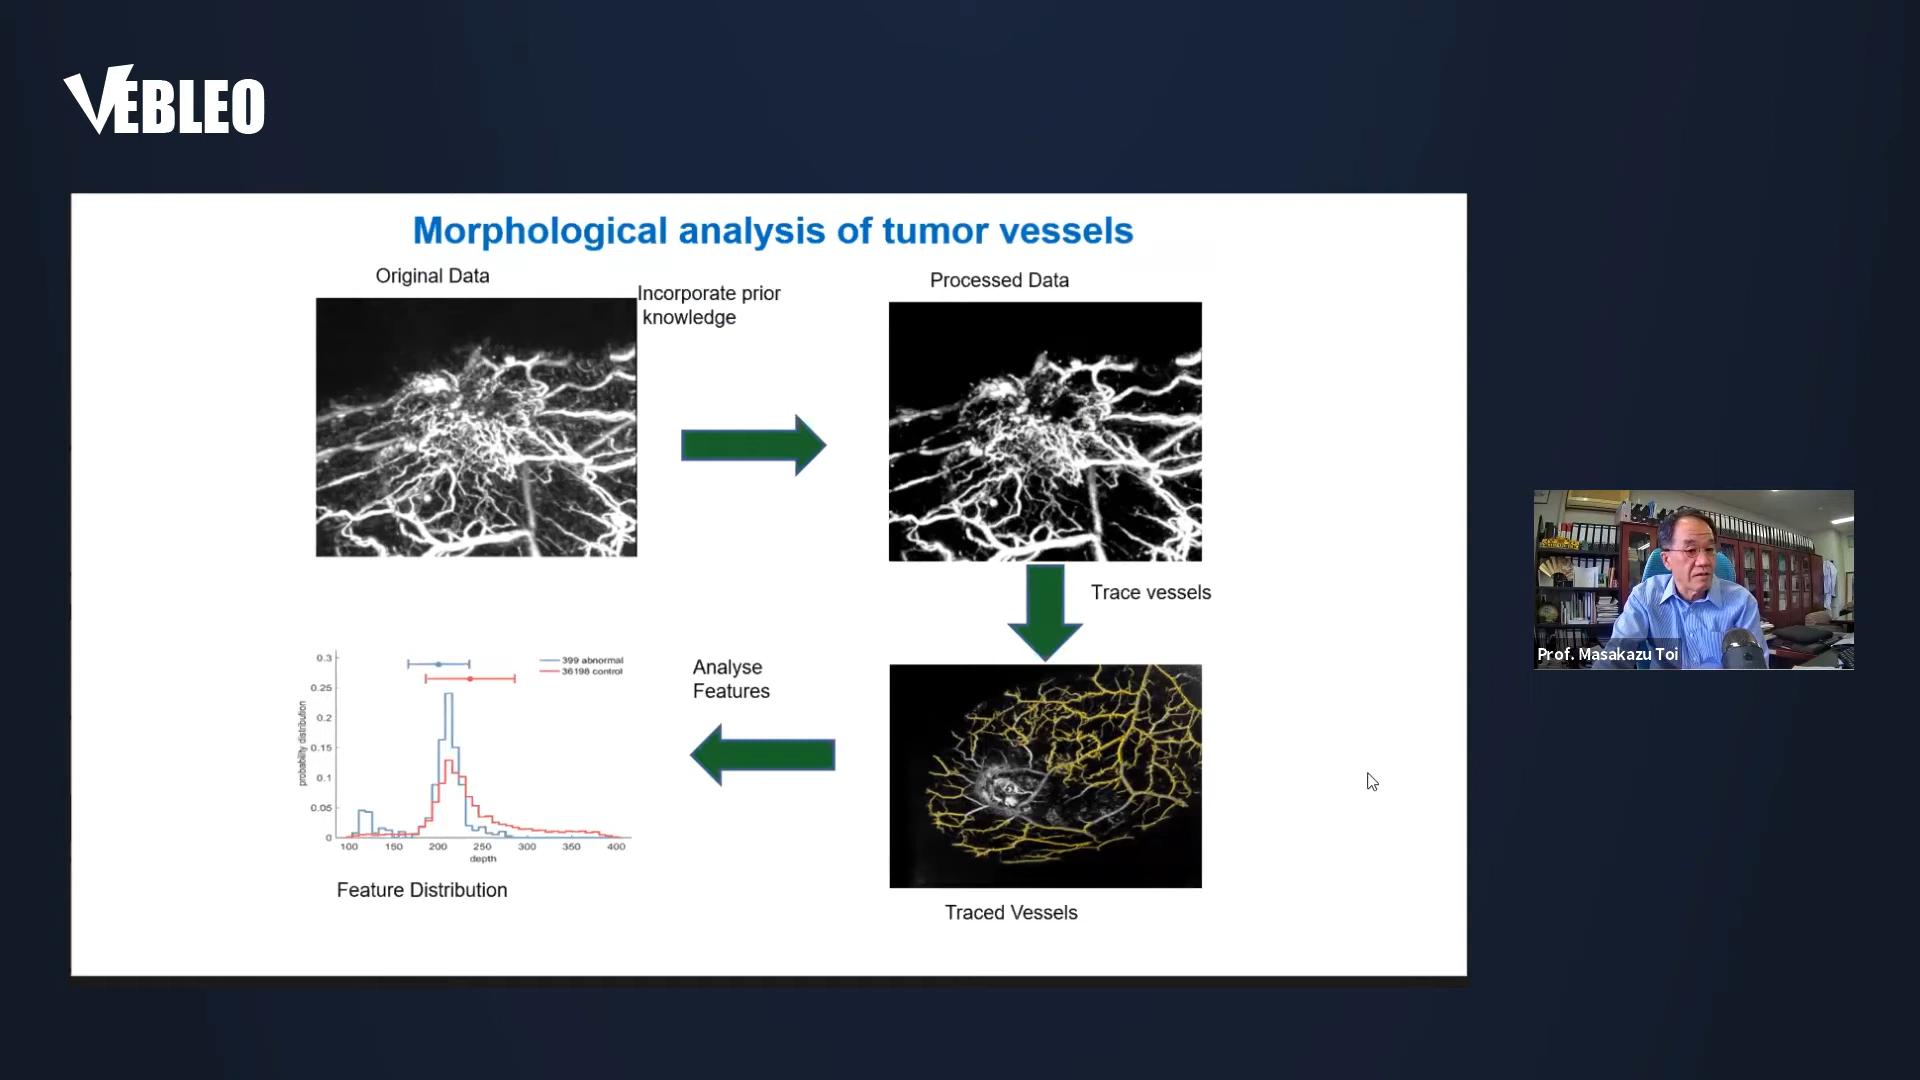 VEBLEO
Morphological analysis of tumor vessels
Original Data
Incorporate prior
knowledge
Processed Data
Trace vessels
Analyse
Features
399 abnormal
36198 control
probability distribution
0.3
0.25
0.2
0.15
0.1
0.05
0
100 150 200 250 300 350 400
depth
Feature Distribution
Traced Vessels
Prof. Masakazu Toi